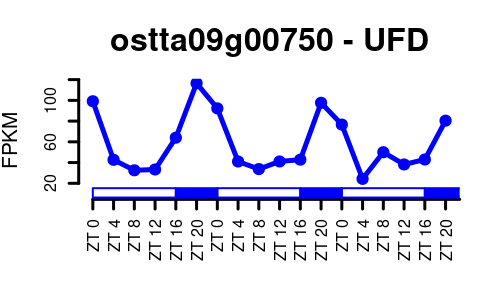 ostta09g00750 - UFD
FPKM
100
60
20
ZT 0 ZT 4 ZT 8 ZT 12 ZT 16 ZT 20 ZT 0 ZT 4 ZT 8 ZT 12 ZT 16 ZT 20 ZT 0 ZT 4 ZT 8 ZT 12 ZT 16 ZT 20